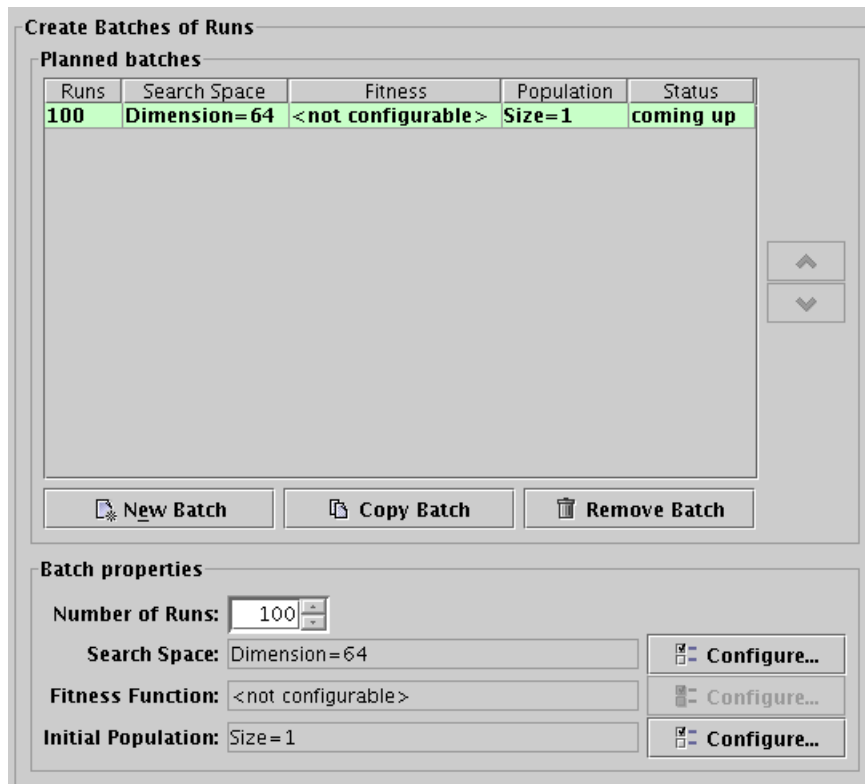 Create Batches of Runs
Planned batches
Runs Search Space Fitness Population Status
100 Dimension=64 <not configurable> Size=1 coming up
New Batch Copy Batch Remove Batch
Batch properties
Number of Runs: 100
Search Space: Dimension=64 Configure...
Fitness Function: <not configurable> Configure...
Initial Population: Size=1 Configure...